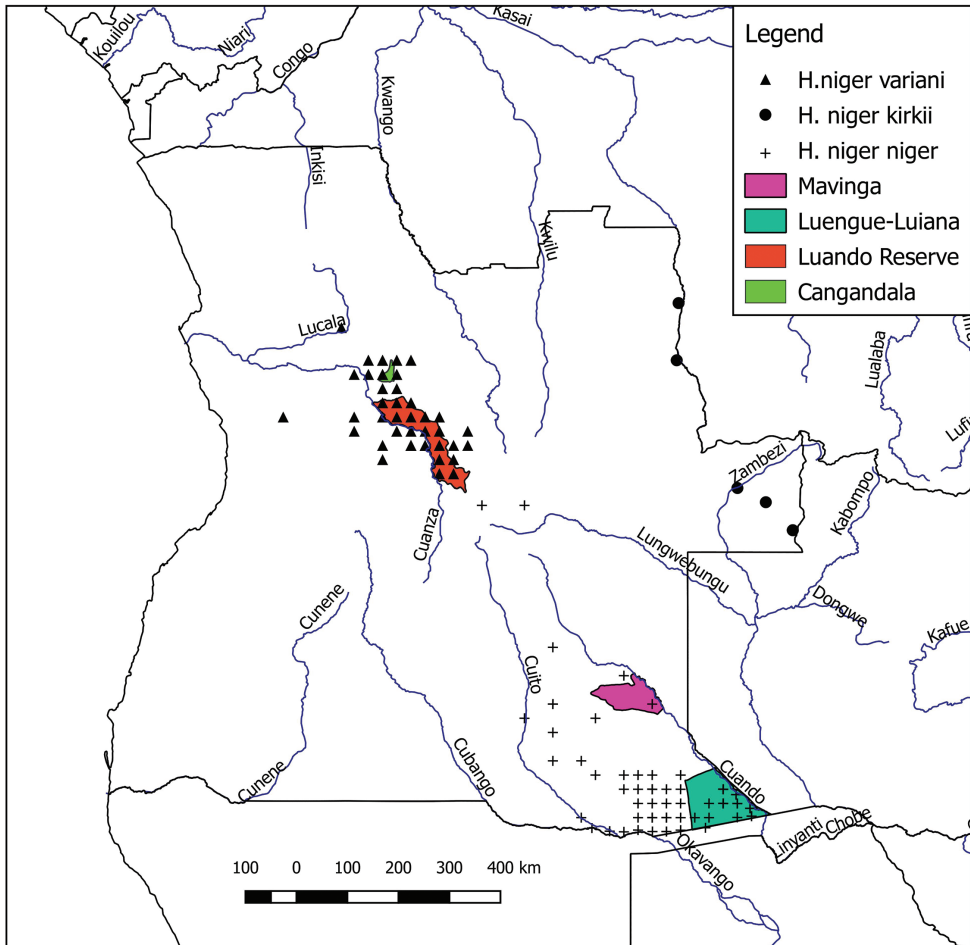 Legend
H.niger variani
H. niger kirkii
H. niger niger
Mavinga
Luengue-Luiana
Luando Reserve
Cangandala
Kouilou
Niari
Congo
Kasai
Kwango
Inkisi
Kwilu
Lucala
Lualaba
Zambezi
Kabompo
Cuanza
Lungwebungu
Dongwe
Kafue
Cunene
Cuito
Cunene
Cubango
Cuando
Linyanti
Chobe
Okavango
100 0 100 200 300 400 km